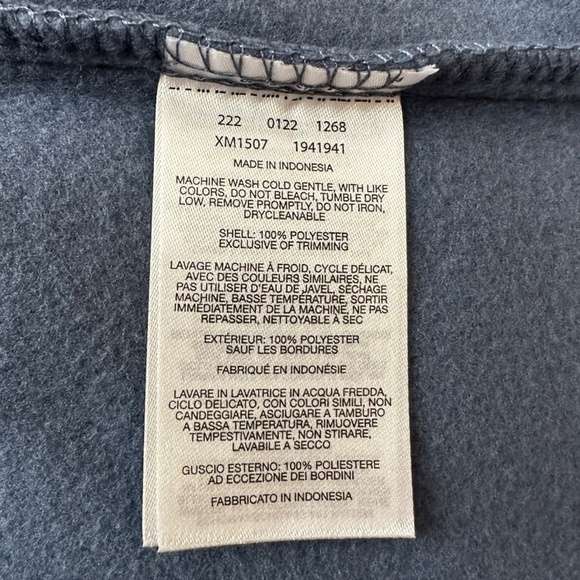 222 0122 1268
XM1507 1941941
MADE IN INDONESIA
MACHINE WASH COLD GENTLE, WITH LIKE
COLORS, DO NOT BLEACH, TUMBLE DRY
LOW, REMOVE PROMPTLY, DO NOT IRON,
DRYCLEANABLE
SHELL: 100% POLYESTER
EXCLUSIVE OF TRIMMING
LAVAGE MACHINE À FROID, CYCLE DÉLICAT,
AVEC DES COULEURS SIMILAIRES, NE
PAS UTILISER D'EAU DE JAVEL, SÉCHAGE
MACHINE, BASSE TEMPÉRATURE, SORTIR
IMMÉDIATEMENT DE LA MACHINE, NE PAS
REPASSER, NETTOYABLE À SEC
EXTÉRIEUR: 100% POLYESTER
SAUF LES BORDURES
FABRIQUÉ EN INDONÉSIE
LAVARE IN LAVATRICE IN ACQUA FREDDA,
CICLO DELICATO, CON COLORI SIMILI, NON
CANDEGGIARE, ASCIUGARE A TAMBURO
A BASSA TEMPERATURA, RIMUOVERE
TEMPESTIVAMENTE, NON STIRARE,
LAVABILE A SECCO
GUSCIO ESTERNO: 100% POLIESTERE
AD ECCEZIONE DEI BORDINI
FABBRICATO IN INDONESIA